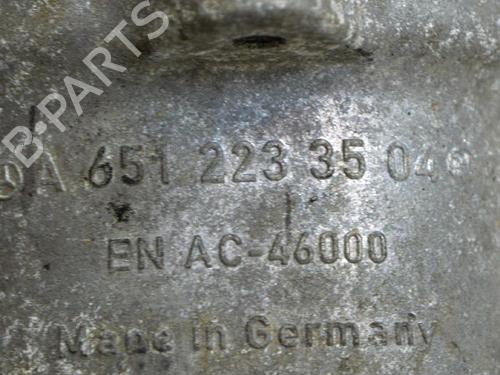 B-PARTS
A 651 223 35 04
EN AC-46000
Made in Germany